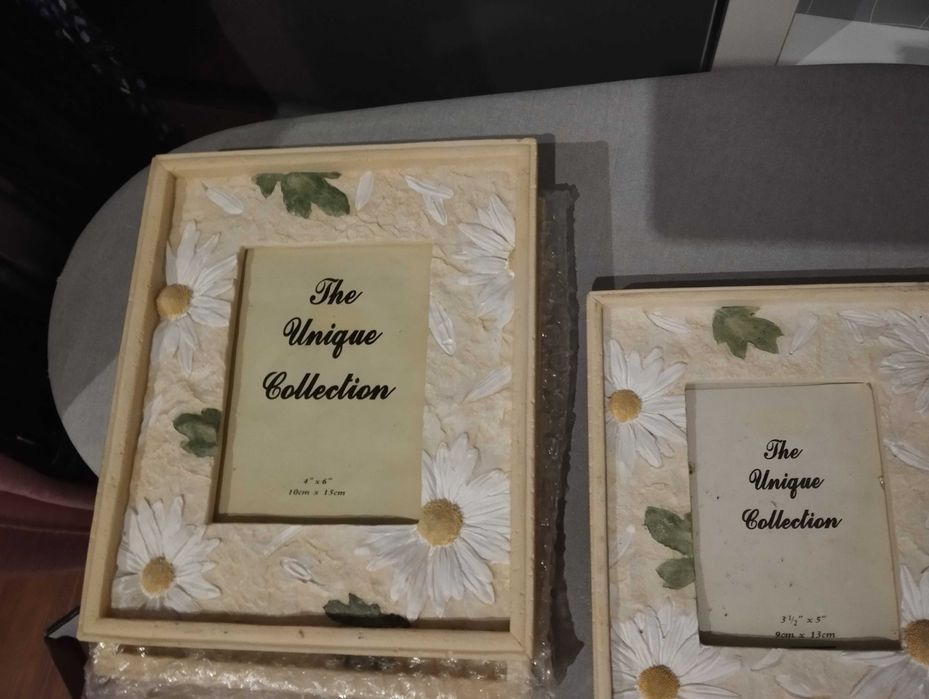 The
Unique
Collection
4" x 6"
10cm x 15cm
The
Unique
Collection
3 1/2" x 5"
9cm x 13cm